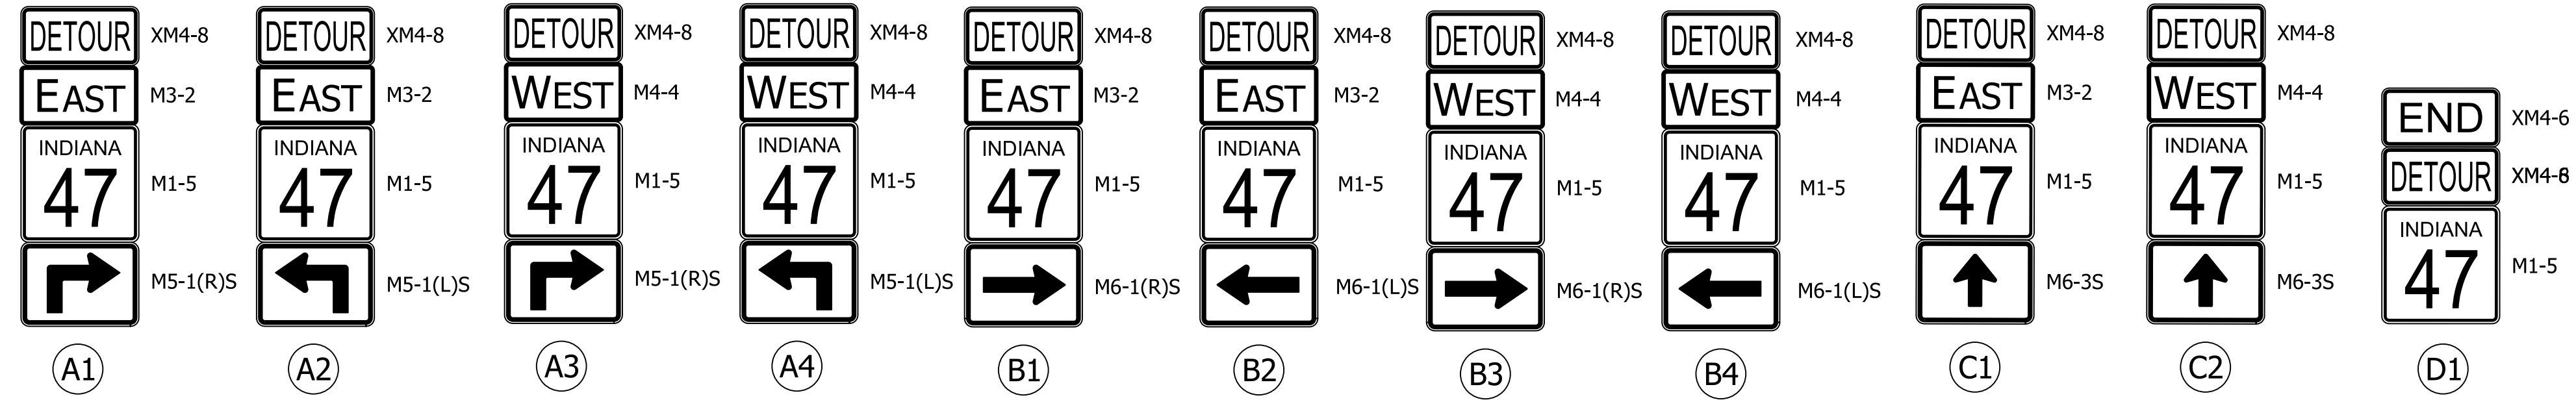 DETOUR XM4-8
EAST M3-2
INDIANA
47 M1-5
M5-1(R)S
A1
DETOUR XM4-8
EAST M3-2
INDIANA
47 M1-5
M5-1(L)S
A2
DETOUR XM4-8
WEST M4-4
INDIANA
47 M1-5
M5-1(R)S
A3
DETOUR XM4-8
WEST M4-4
INDIANA
47 M1-5
M5-1(L)S
A4
DETOUR XM4-8
EAST M3-2
INDIANA
47 M1-5
M6-1(R)S
B1
DETOUR XM4-8
EAST M3-2
INDIANA
47 M1-5
M6-1(L)S
B2
DETOUR XM4-8
WEST M4-4
INDIANA
47 M1-5
M6-1(R)S
B3
DETOUR XM4-8
WEST M4-4
INDIANA
47 M1-5
M6-1(L)S
B4
DETOUR XM4-8
EAST M3-2
INDIANA
47 M1-5
M6-3S
C1
DETOUR XM4-8
WEST M4-4
INDIANA
47 M1-5
M6-3S
C2
END XM4-6
DETOUR
INDIANA
47 M1-5
D1